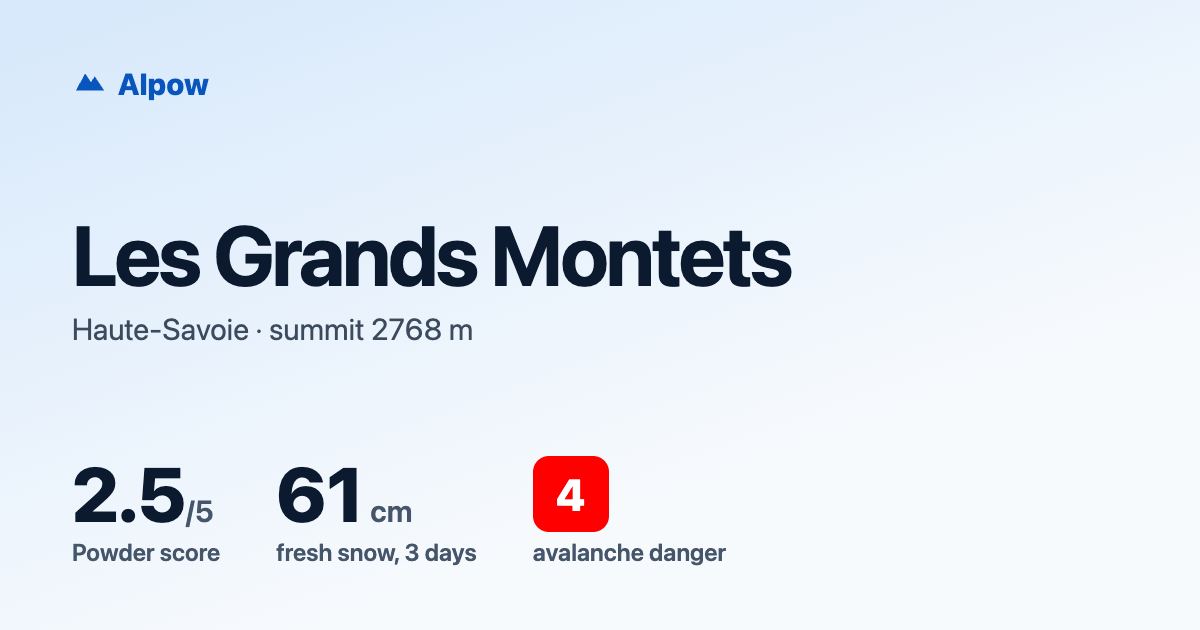 Alpow
Les Grands Montets
Haute-Savoie · summit 2768 m
2.5/5
Powder score
61 cm
fresh snow, 3 days
4
avalanche danger